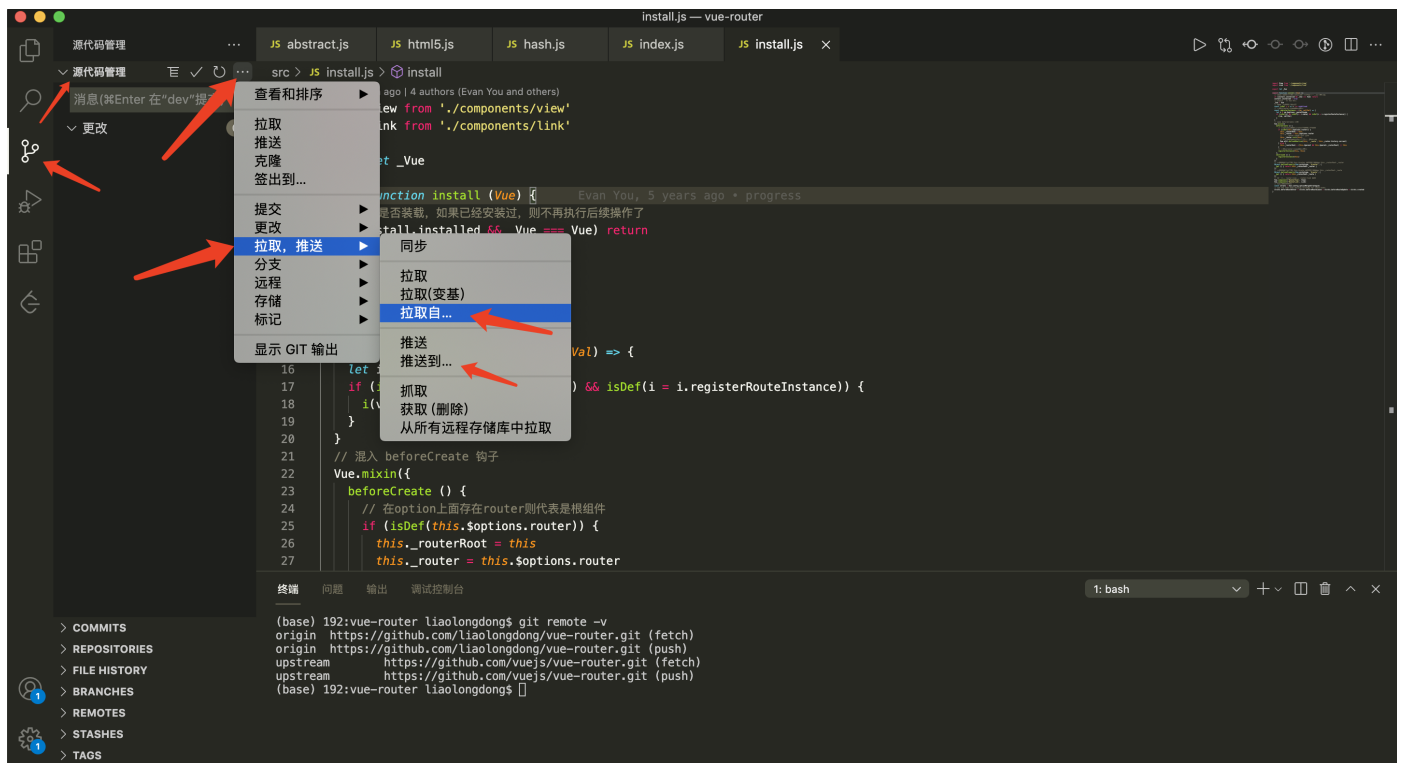 install.js — vue-router
源代码管理 ···
JS abstract.js JS html5.js JS hash.js JS index.js JS install.js ×
源代码管理
src > JS install.js > install
消息(⌘Enter 在“dev”提
更改
查看和排序
拉取
推送
克隆
签出到...
提交
更改
拉取，推送
分支
远程
存储
标记
显示 GIT 输出
同步
拉取
拉取(变基)
拉取自...
推送
推送到...
抓取
获取 (删除)
从所有远程存储库中拉取
ago | 4 authors (Evan You and others)
ew from './components/view'
nk from './components/link'
et _Vue
nction install (Vue) { Evan You, 5 years ago • progress
是否装载，如果已经安装过，则不再执行后续操作了
stall.installed && _Vue === Vue) return
Val) => {
16 let i
17 if (i ) && isDef(i = i.registerRouteInstance)) {
18 i(v
19 }
20 }
21 // 混入 beforeCreate 钩子
22 Vue.mixin({
23 beforeCreate () {
24 // 在option上面存在router则代表是根组件
25 if (isDef(this.$options.router)) {
26 this._routerRoot = this
27 this._router = this.$options.router
终端 问题 输出 调试控制台 1: bash
(base) 192:vue-router liaolongdong$ git remote -v
origin https://github.com/liaolongdong/vue-router.git (fetch)
origin https://github.com/liaolongdong/vue-router.git (push)
upstream https://github.com/vuejs/vue-router.git (fetch)
upstream https://github.com/vuejs/vue-router.git (push)
(base) 192:vue-router liaolongdong$
COMMITS
REPOSITORIES
FILE HISTORY
BRANCHES
REMOTES
STASHES
TAGS
1
1